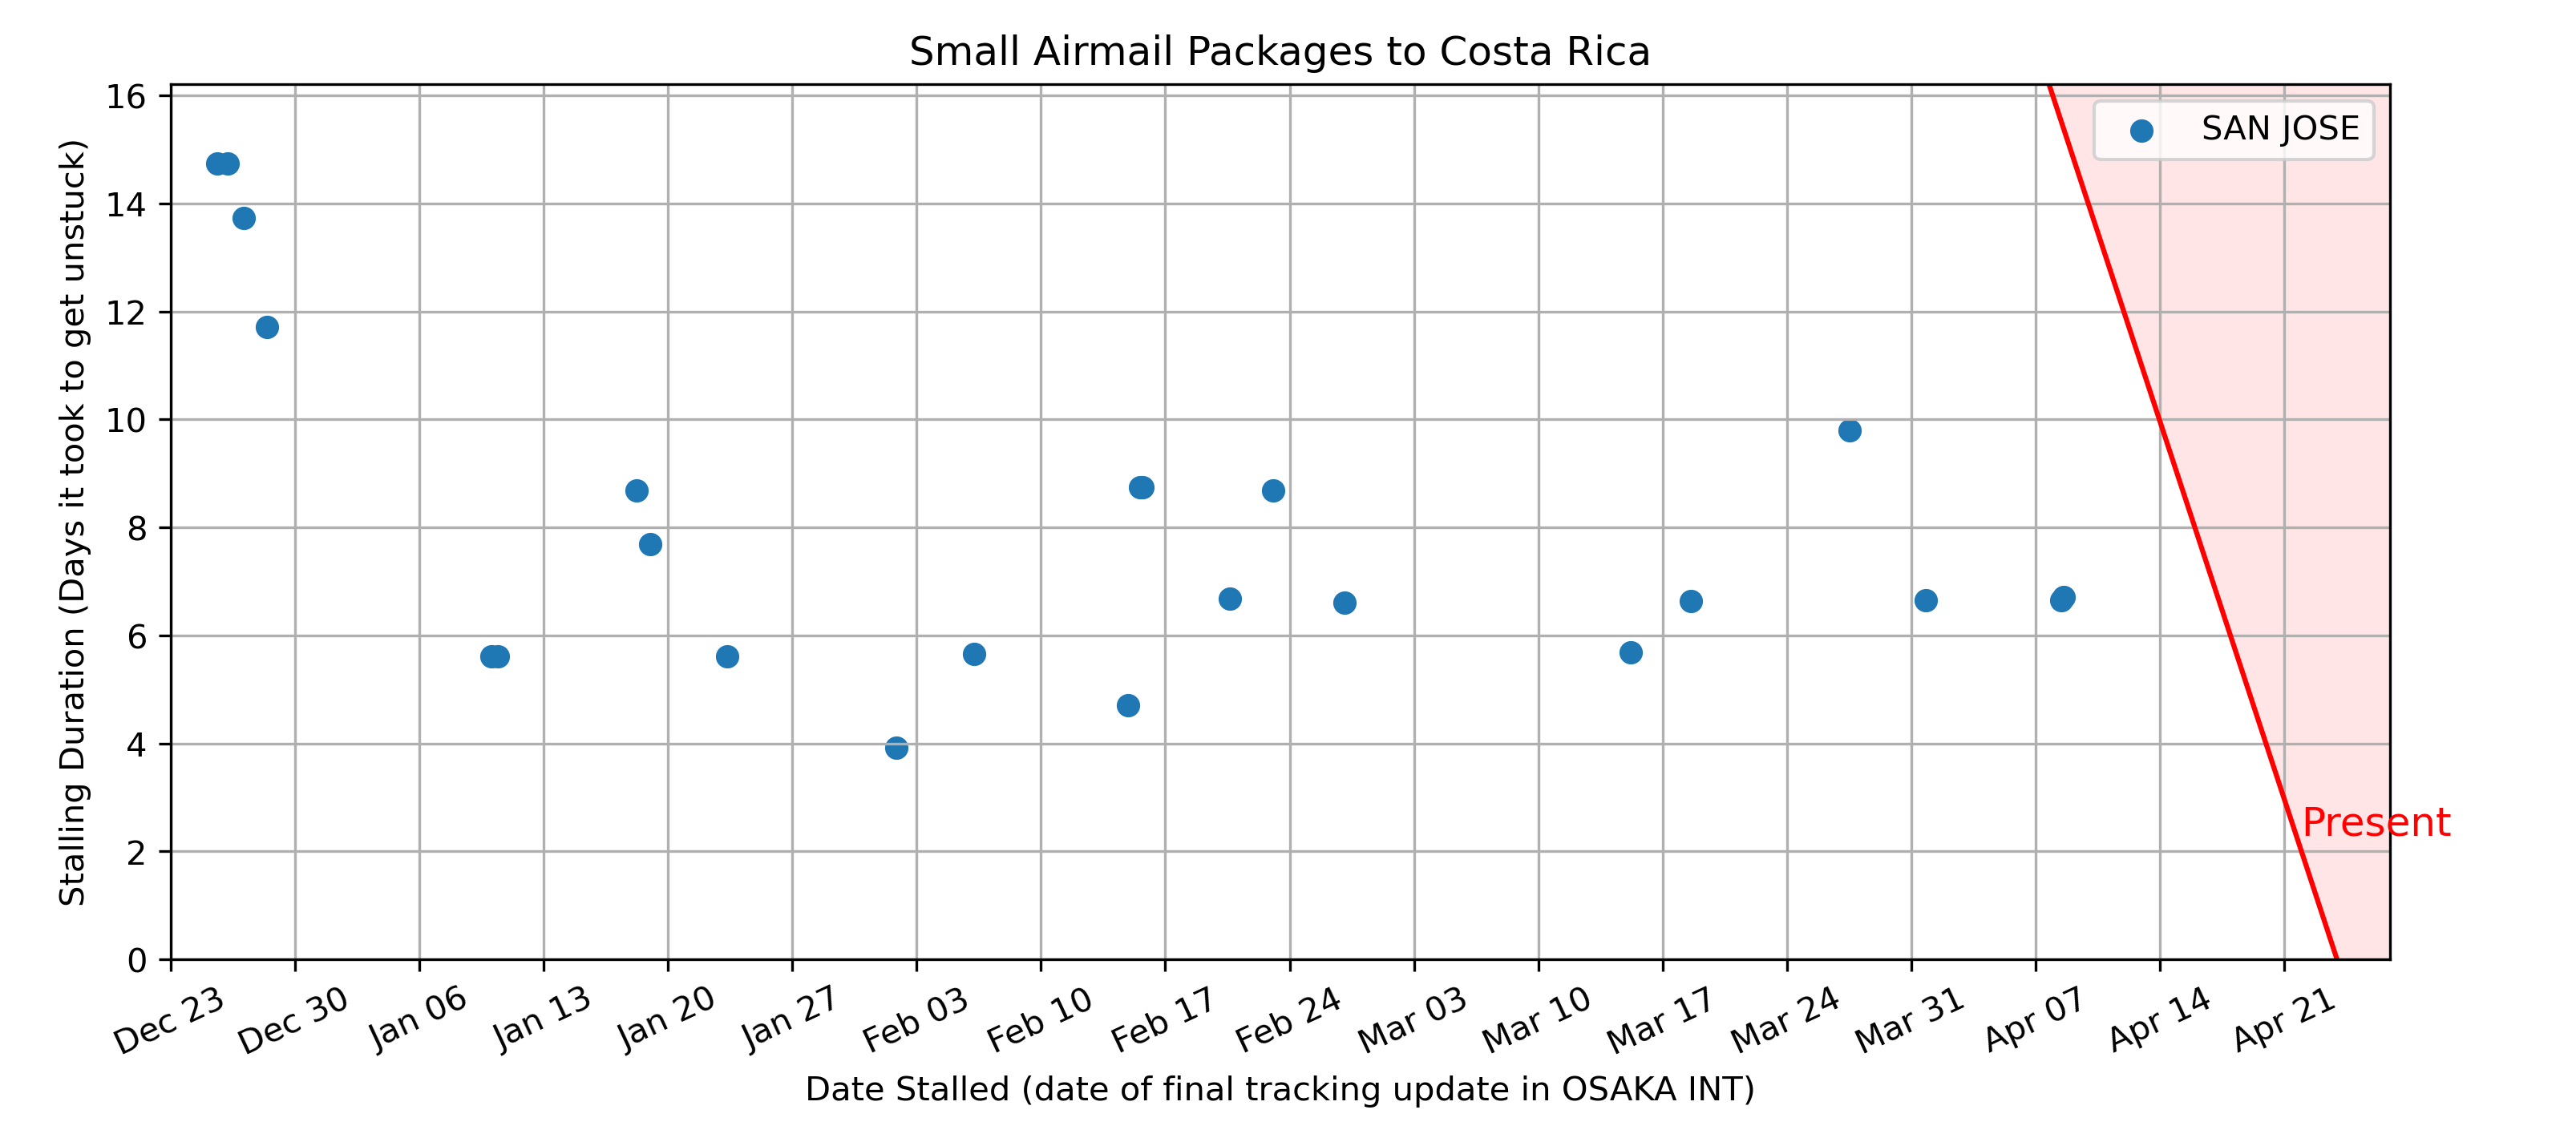 Small Airmail Packages to Costa Rica
Stalling Duration (Days it took to get unstuck)
16
14
12
10
8
6
4
2
0
SAN JOSE
Present
Dec 23
Dec 30
Jan 06
Jan 13
Jan 20
Jan 27
Feb 03
Feb 10
Feb 17
Feb 24
Mar 03
Mar 10
Mar 17
Mar 24
Mar 31
Apr 07
Apr 14
Apr 21
Date Stalled (date of final tracking update in OSAKA INT)